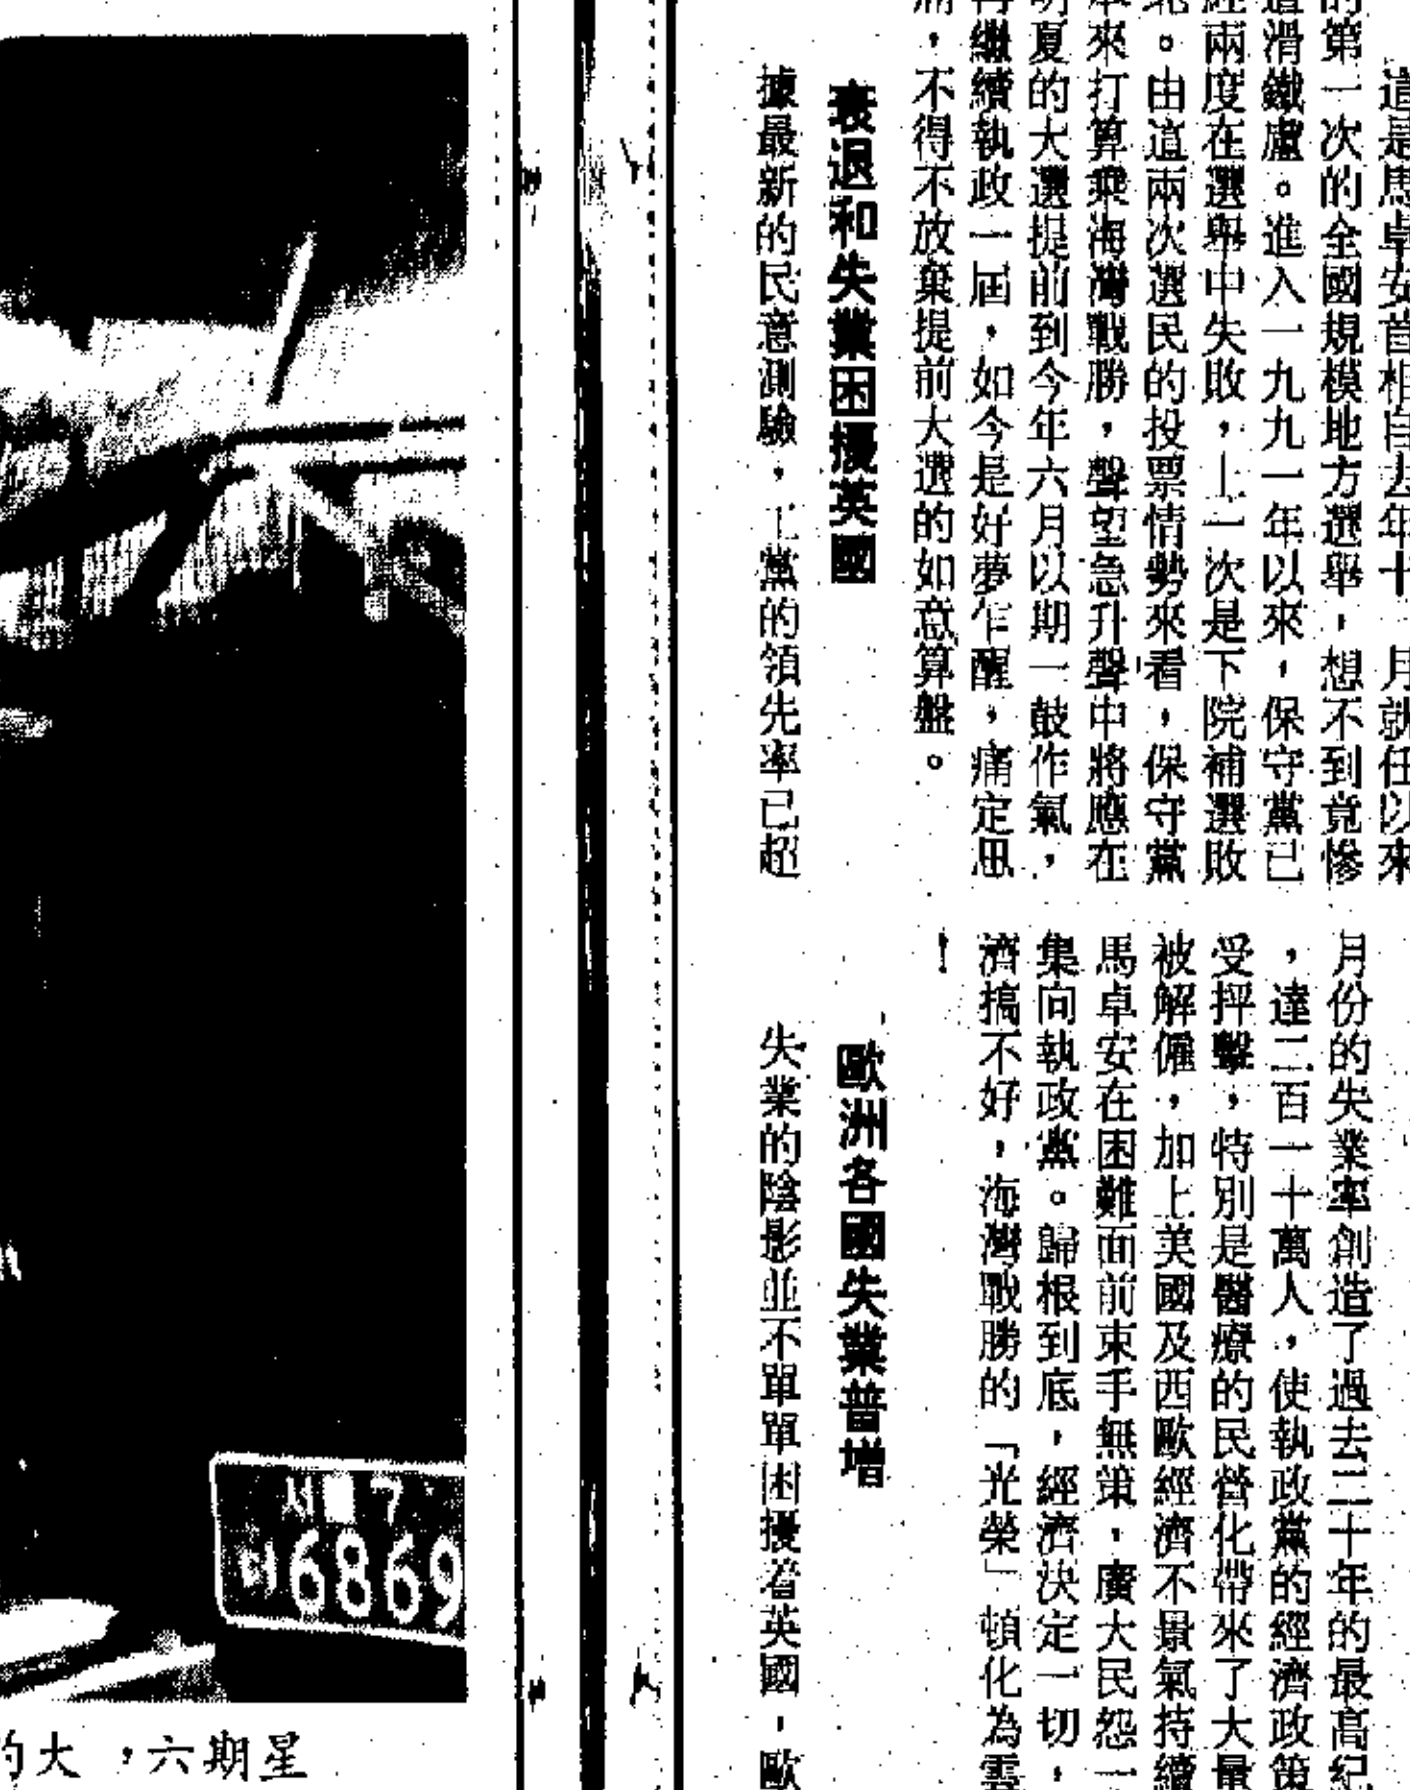 這是馬卓安首相自去年十一月就任以來
的第一次的全國規模地方選舉，想不到竟慘
遭滑鐵盧。進入一九九一年以來，保守黨已
經兩度在選舉中失敗，上一次是下院補選敗
北。由這兩次選民的投票情勢來看，保守黨
本來打算乘海灣戰勝，聲望急升聲中將應在
明夏的大選提前到今年六月以期一鼓作氣，
再繼續執政一屆，如今是好夢乍醒，痛定思
痛，不得不放棄提前大選的如意算盤。
衰退和失業困擾英國
據最新的民意測驗，工黨的領先率已超
月份的失業率創造了過去三十年的最高紀
，達二百一十萬人，使執政黨的經濟政策
受抨擊，特別是醫療的民營化帶來了大量
被解僱，加上美國及西歐經濟不景氣持續
馬卓安在困難面前束手無策，廣大民怨一
集向執政黨。歸根到底，經濟決定一切，
濟搞不好，海灣戰勝的「光榮」頓化為雲
！
歐洲各國失業普增
失業的陰影並不單單困擾着英國，歐
서 7
6869
星期六，大的